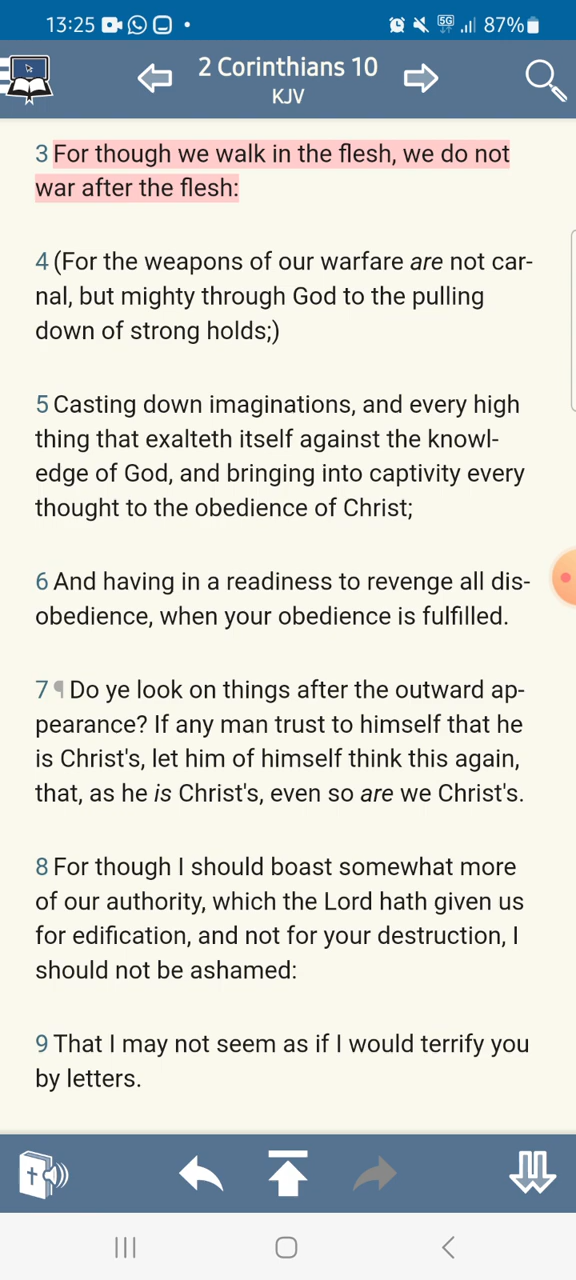 13:25
5G
87%
2 Corinthians 10
KJV
3 For though we walk in the flesh, we do not
war after the flesh:
4 (For the weapons of our warfare are not car-
nal, but mighty through God to the pulling
down of strong holds;)
5 Casting down imaginations, and every high
thing that exalteth itself against the knowl-
edge of God, and bringing into captivity every
thought to the obedience of Christ;
6 And having in a readiness to revenge all dis-
obedience, when your obedience is fulfilled.
7 ¶ Do ye look on things after the outward ap-
pearance? If any man trust to himself that he
is Christ's, let him of himself think this again,
that, as he is Christ's, even so are we Christ's.
8 For though I should boast somewhat more
of our authority, which the Lord hath given us
for edification, and not for your destruction, I
should not be ashamed:
9 That I may not seem as if I would terrify you
by letters.